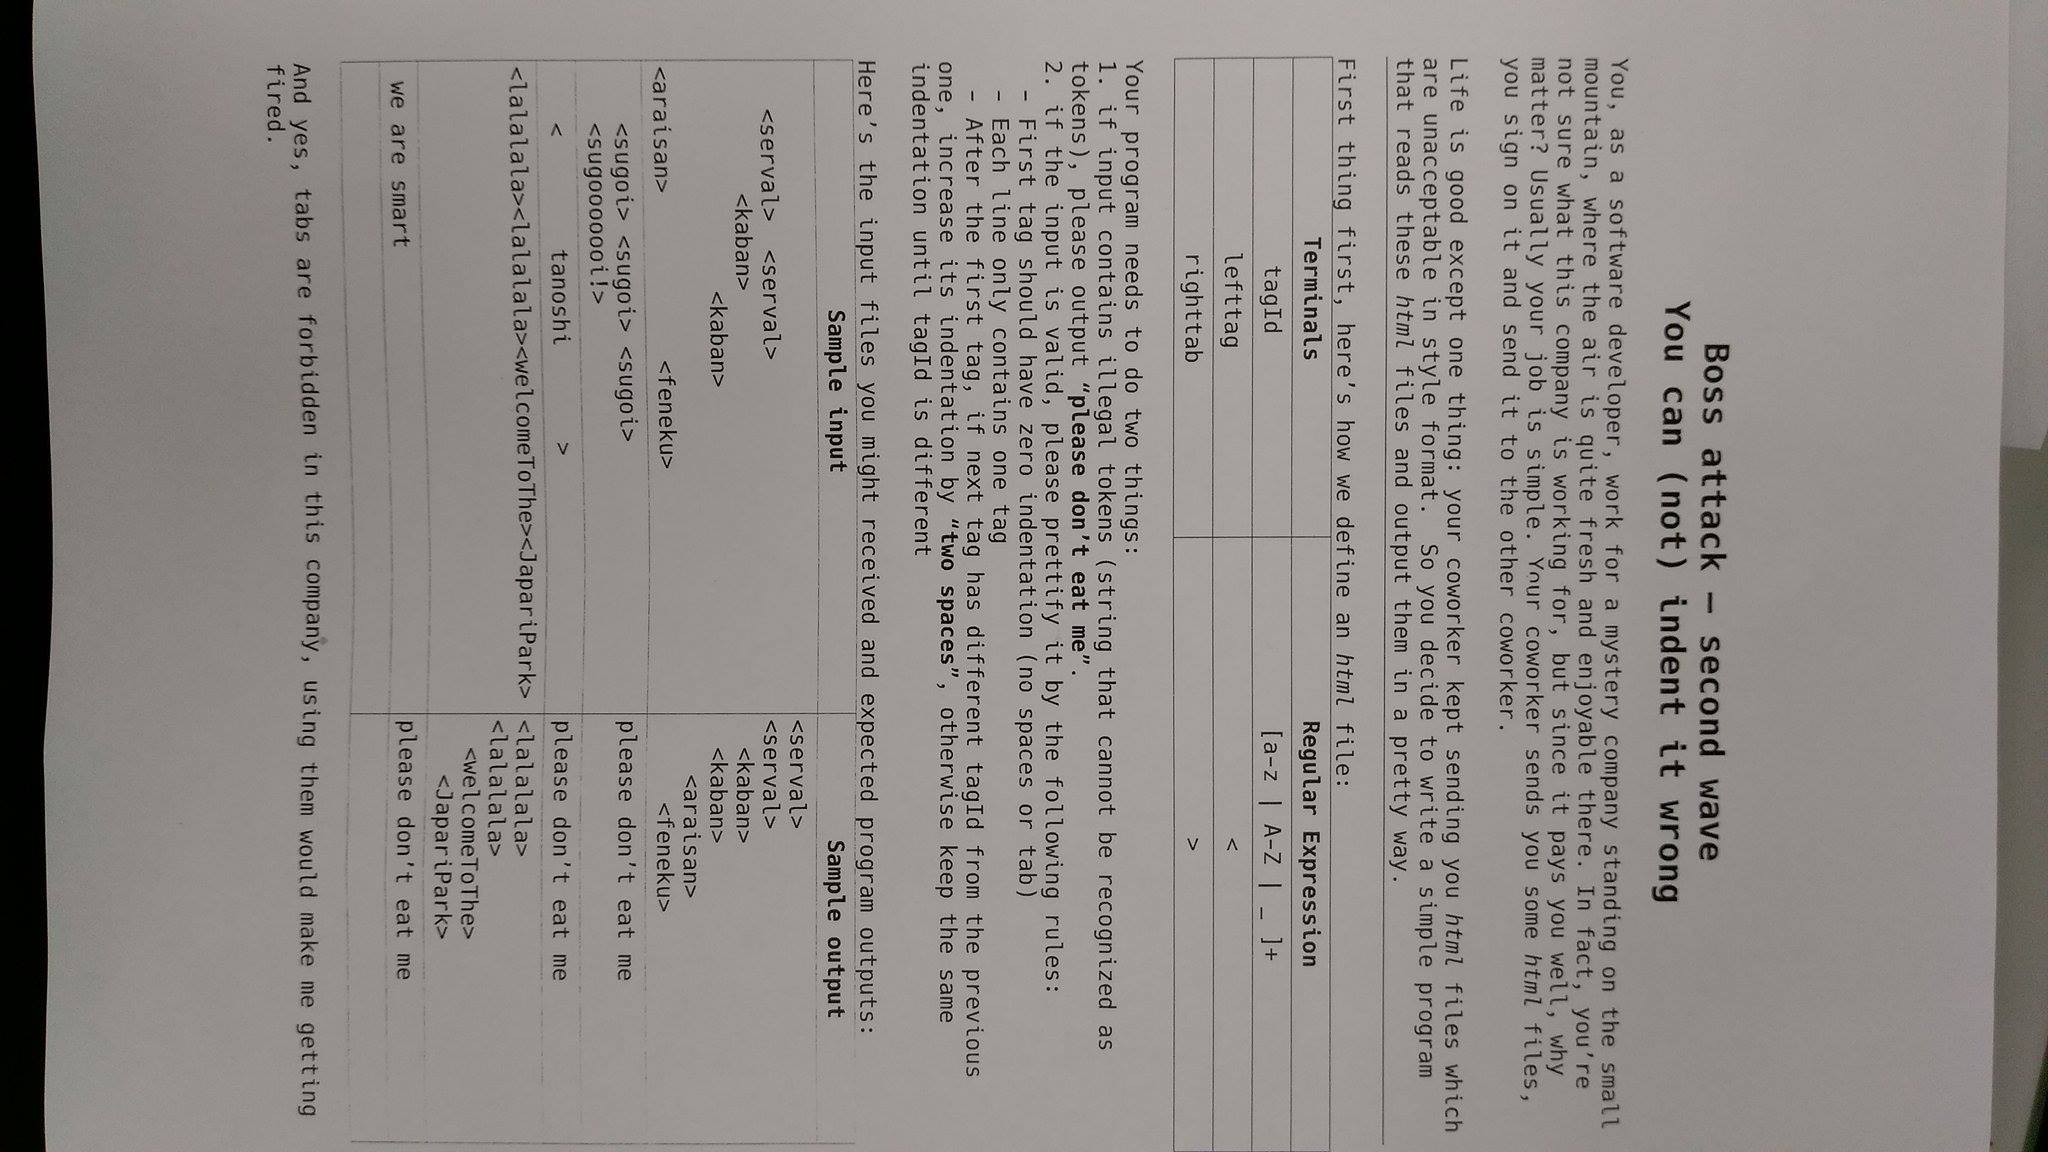 Boss attack – second wave
You can (not) indent it wrong
You, as a software developer, work for a mystery company standing on the small
mountain, where the air is quite fresh and enjoyable there. In fact, you're
not sure what this company is working for, but since it pays you well, why
matter? Usually your job is simple. Your coworker sends you some html files,
you sign on it and send it to the other coworker.
Life is good except one thing: your coworker kept sending you html files which
are unacceptable in style format.  So you decide to write a simple program
that reads these html files and output them in a pretty way.
First thing first, here's how we define an html file:
Terminals Regular Expression
tagId [a-z | A-Z | _ ]+
lefttag <
righttab >
Your program needs to do two things:
1. if input contains illegal tokens (string that cannot be recognized as
tokens), please output “please don't eat me”.
2. if the input is valid, please prettify it by the following rules:
– First tag should have zero indentation (no spaces or tab)
– Each line only contains one tag
– After the first tag, if next tag has different tagId from the previous
one, increase its indentation by “two spaces”, otherwise keep the same
indentation until tagId is different
Here's the input files you might received and expected program outputs:
Sample input Sample output
<serval>  <serval>
<kaban>
<kaban>
<araisan> <feneku>
<serval>
<serval>
<kaban>
<kaban>
<araisan>
<feneku>
<sugoi> <sugoi> <sugoi>
<sugooooooi!>
please don't eat me
< tanoshi >
please don't eat me
<lalalala><lalalala><welcomeToThe><JapariPark>
<lalalala>
<lalalala>
<welcomeToThe>
<JapariPark>
we are smart
please don't eat me
And yes, tabs are forbidden in this company, using them would make me getting
fired.